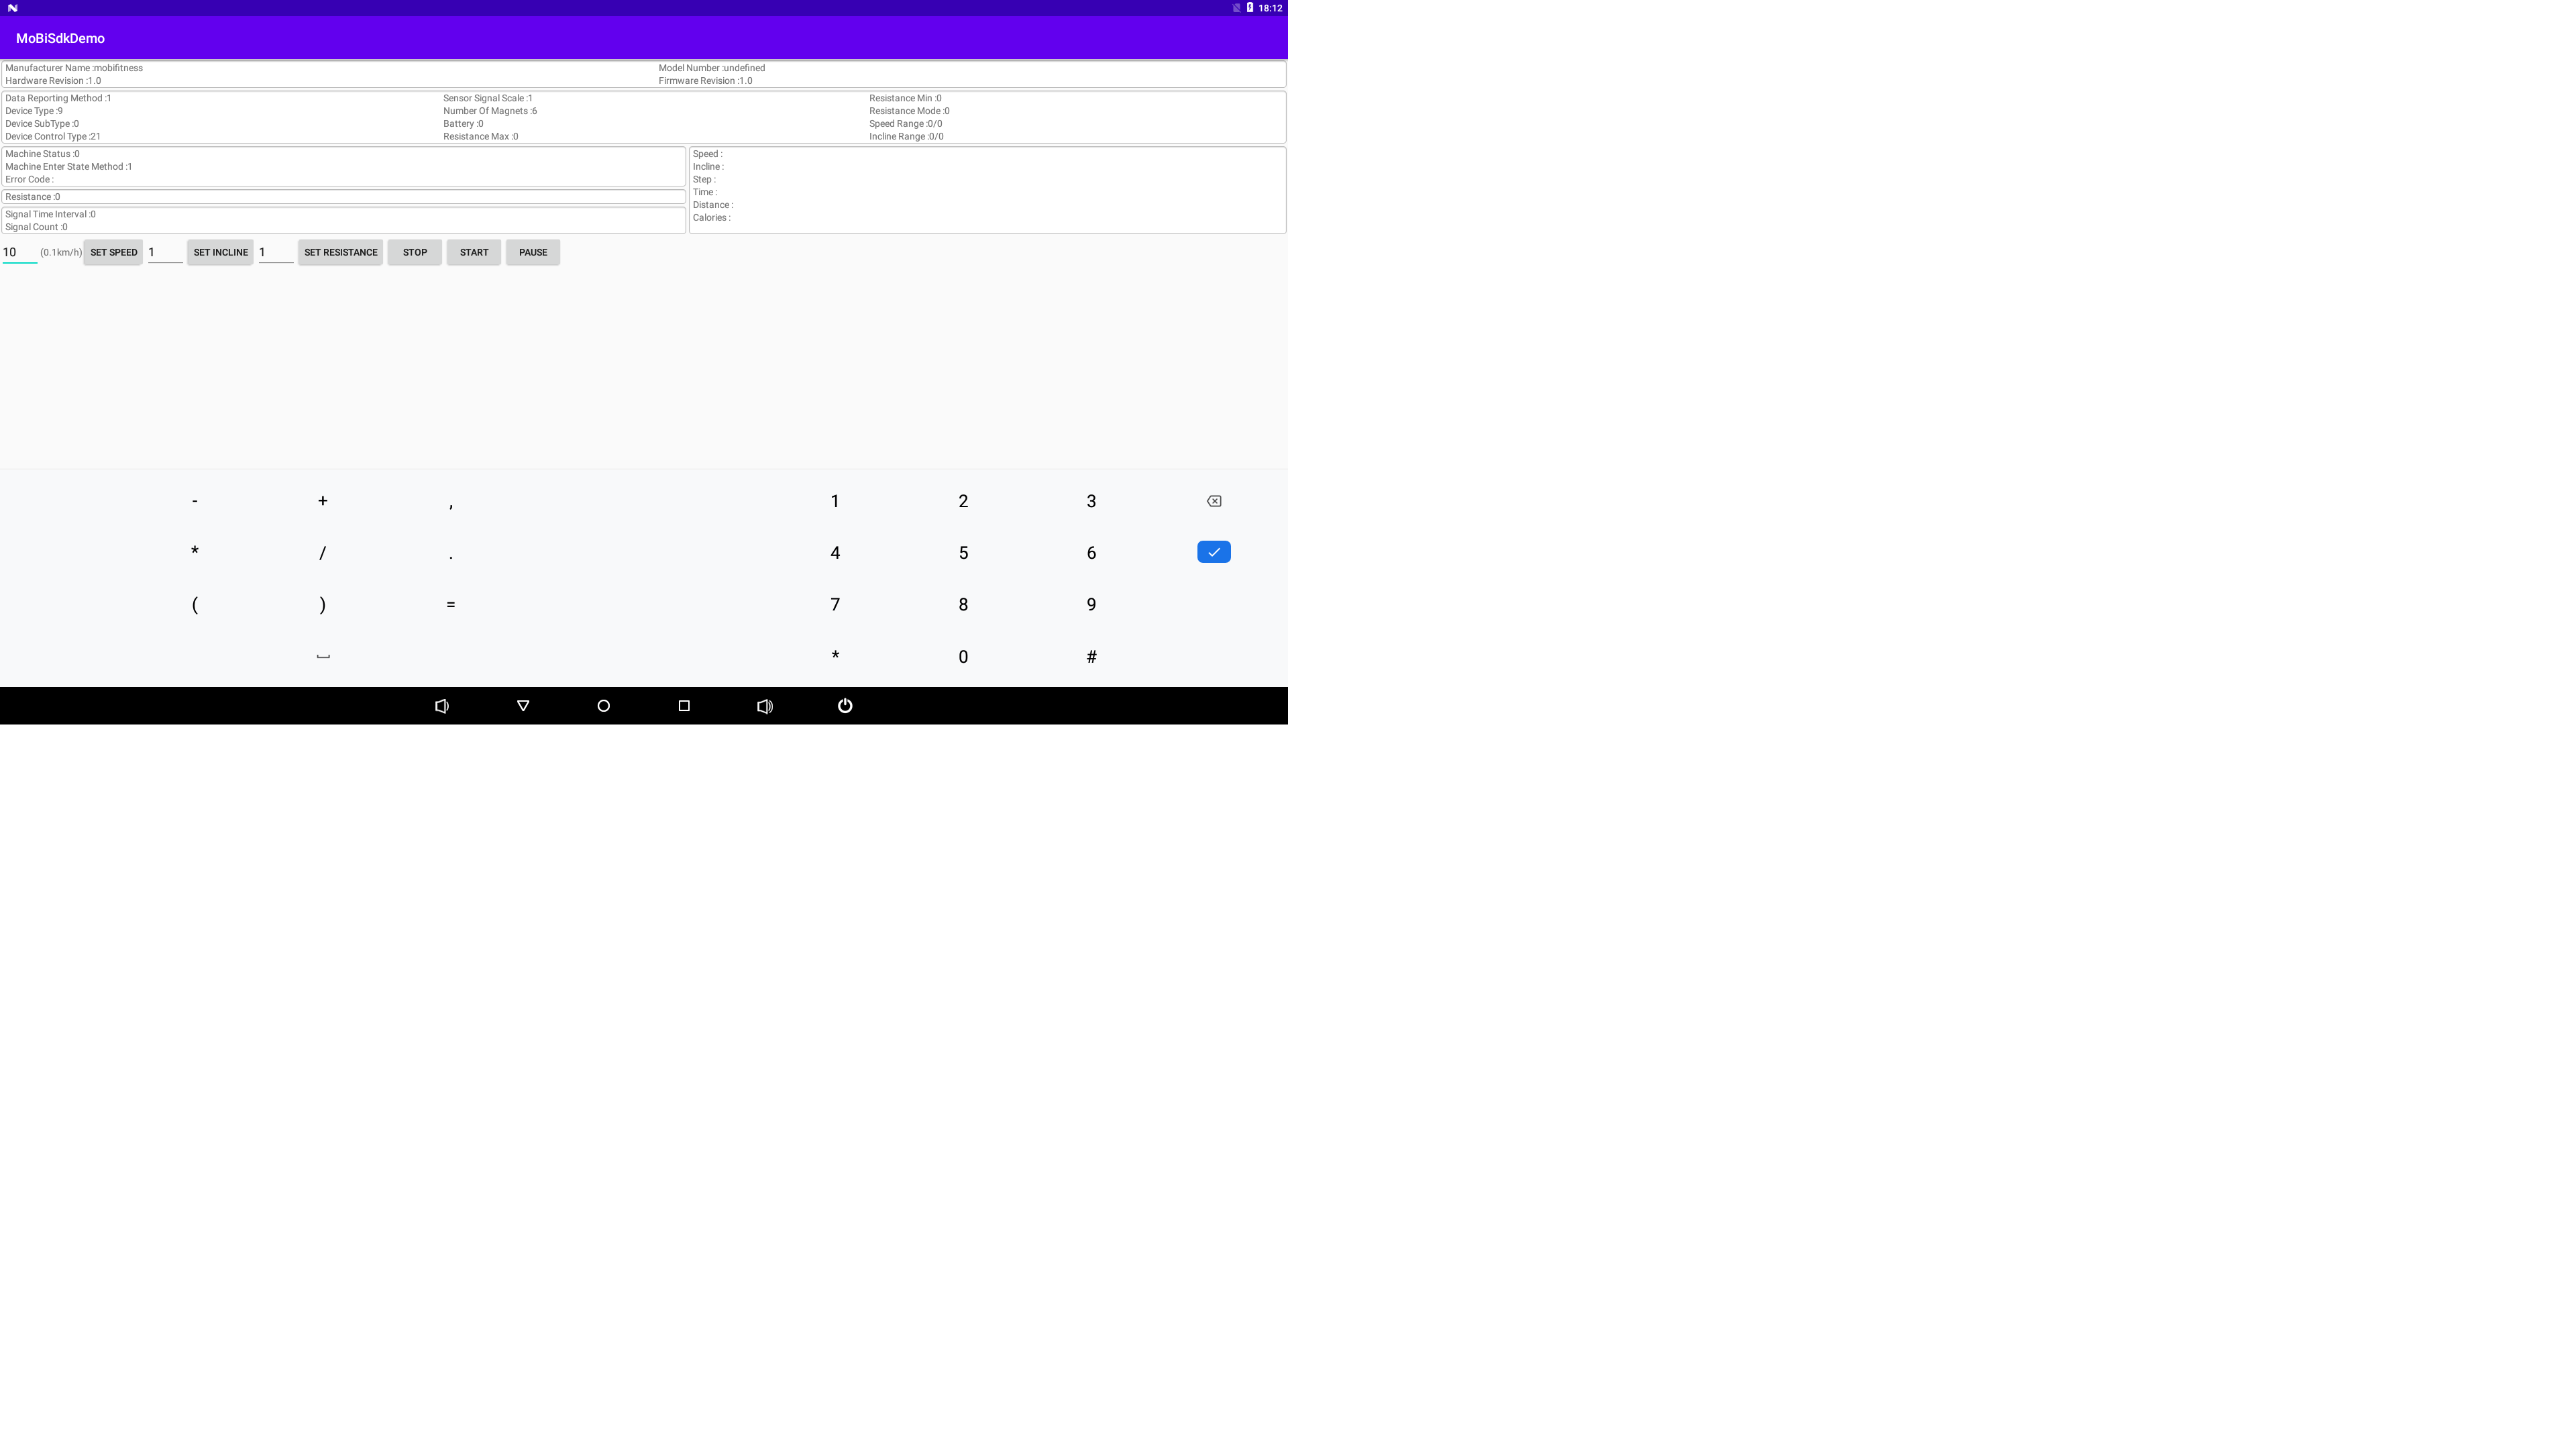 18:12
MoBiSdkDemo
Manufacturer Name :mobifitness
Model Number :undefined
Hardware Revision :1.0
Firmware Revision :1.0
Data Reporting Method :1
Sensor Signal Scale :1
Resistance Min :0
Device Type :9
Number Of Magnets :6
Resistance Mode :0
Device SubType :0
Battery :0
Speed Range :0/0
Device Control Type :21
Resistance Max :0
Incline Range :0/0
Machine Status :0
Machine Enter State Method :1
Error Code :
Resistance :0
Signal Time Interval :0
Signal Count :0
Speed :
Incline :
Step :
Time :
Distance :
Calories :
10 (0.1km/h) SET SPEED 1 SET INCLINE 1 SET RESISTANCE STOP START PAUSE
- + , 1 2 3
* / . 4 5 6
( ) = 7 8 9
* 0 #